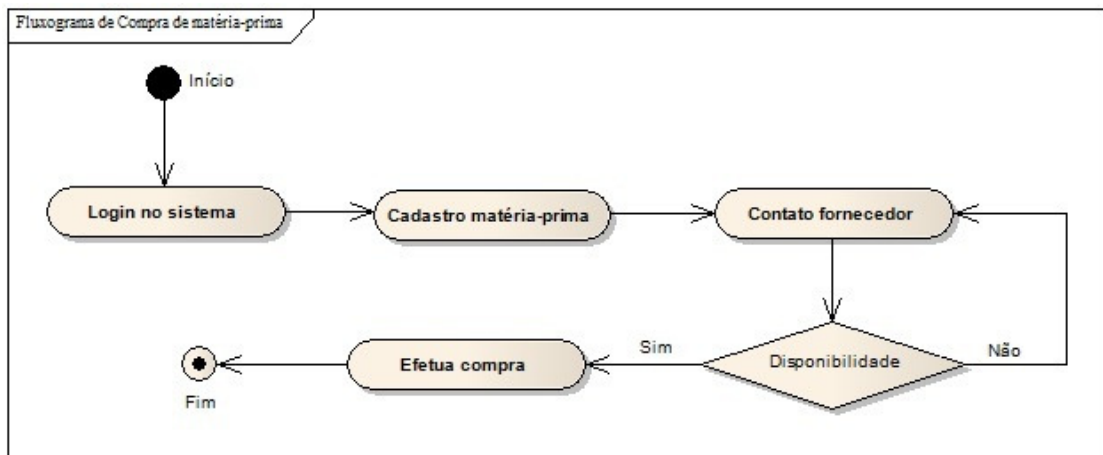 Fluxograma de Compra de matéria-prima
Início
Login no sistema
Cadastro matéria-prima
Contato fornecedor
Disponibilidade
Sim
Não
Efetua compra
Fim